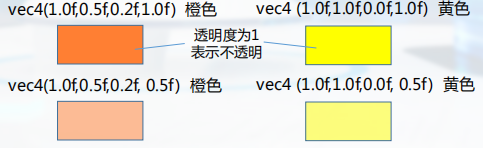 vec4(1.0f,0.5f,0.2f,1.0f) 橙色
vec4 (1.0f,1.0f,0.0f,1.0f) 黄色
透明度为1
表示不透明
vec4(1.0f,0.5f,0.2f, 0.5f) 橙色
vec4 (1.0f,1.0f,0.0f, 0.5f) 黄色